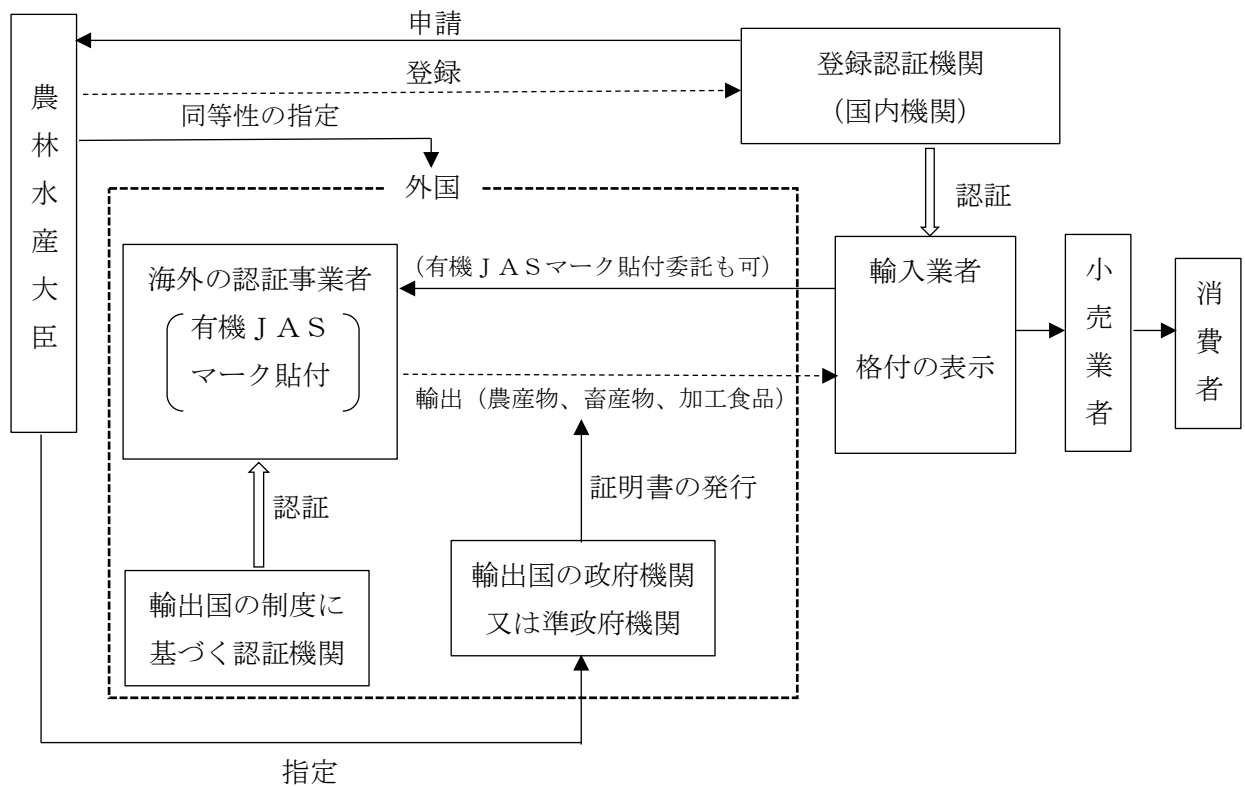 申請
登録
同等性の指定
農林水産大臣
登録認証機関
（国内機関）
認証
外国
海外の認証事業者
有機ＪＡＳ
マーク貼付
（有機ＪＡＳマーク貼付委託も可）
輸入業者
格付の表示
小売業者
消費者
輸出（農産物、畜産物、加工食品）
認証
証明書の発行
輸出国の制度に
基づく認証機関
輸出国の政府機関
又は準政府機関
指定